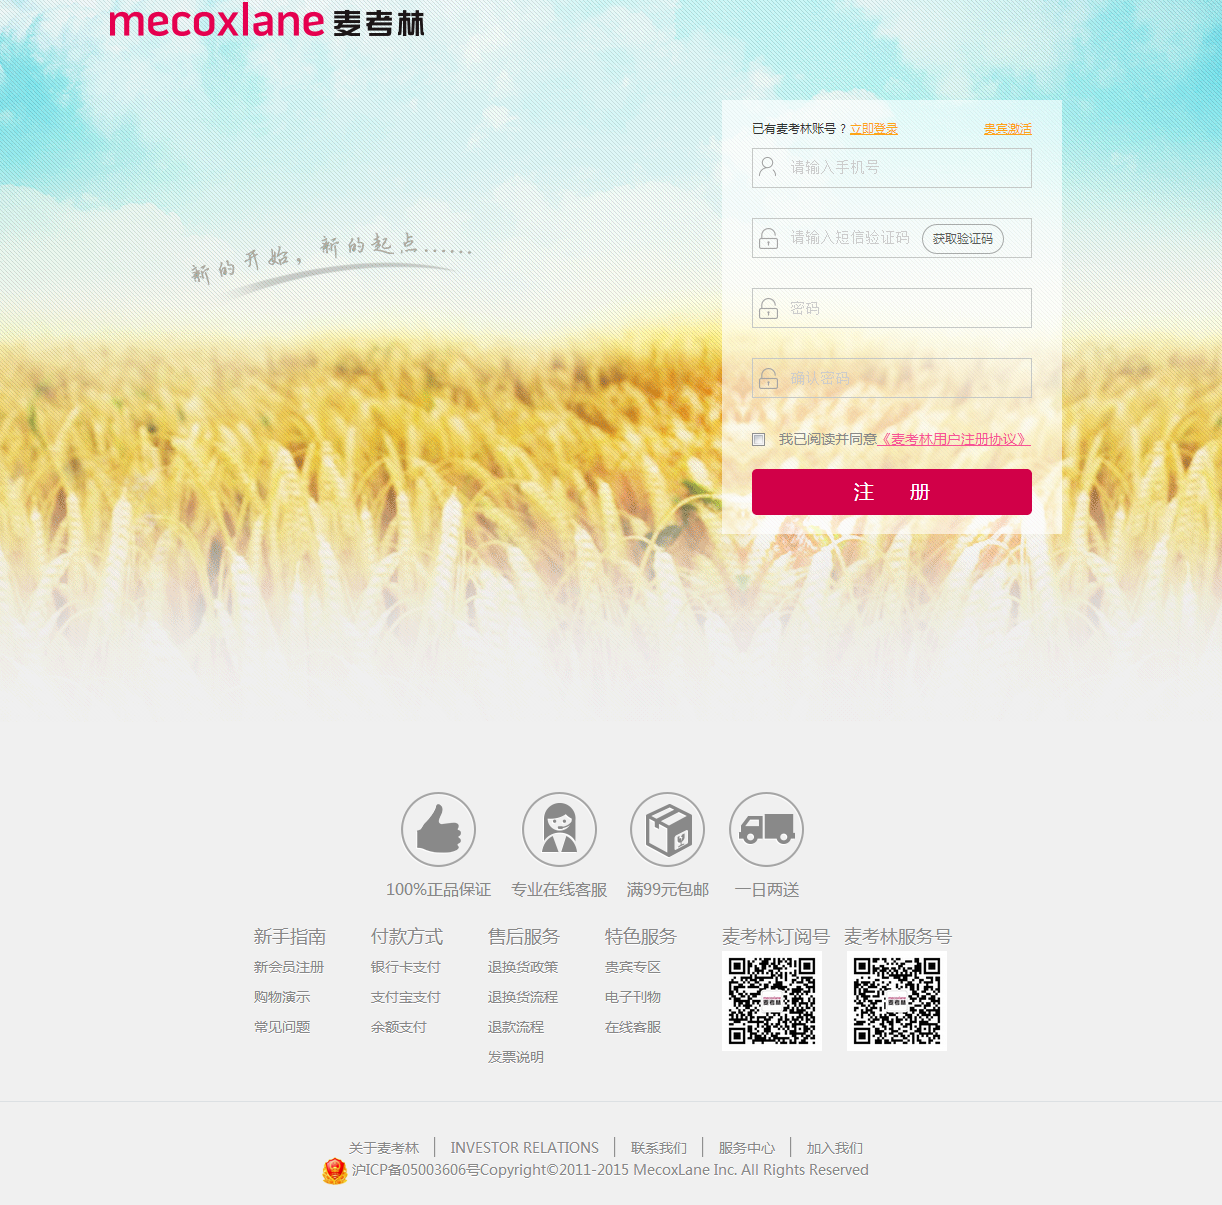 mecoxlane 麦考林
已有麦考林账号？立即登录 贵宾激活
请输入手机号
新的开始，新的起点......
请输入短信验证码 获取验证码
密码
确认密码
我已阅读并同意《麦考林用户注册协议》
注 册
100%正品保证 专业在线客服 满99元包邮 一日两送
新手指南 付款方式 售后服务 特色服务 麦考林订阅号 麦考林服务号
新会员注册 银行卡支付 退换货政策 贵宾专区
购物演示 支付宝支付 退换货流程 电子刊物
常见问题 余额支付 退款流程 在线客服
发票说明
麦考林 麦考林
关于麦考林 INVESTOR RELATIONS 联系我们 服务中心 加入我们
沪ICP备05003606号Copyright©2011-2015 MecoxLane Inc. All Rights Reserved